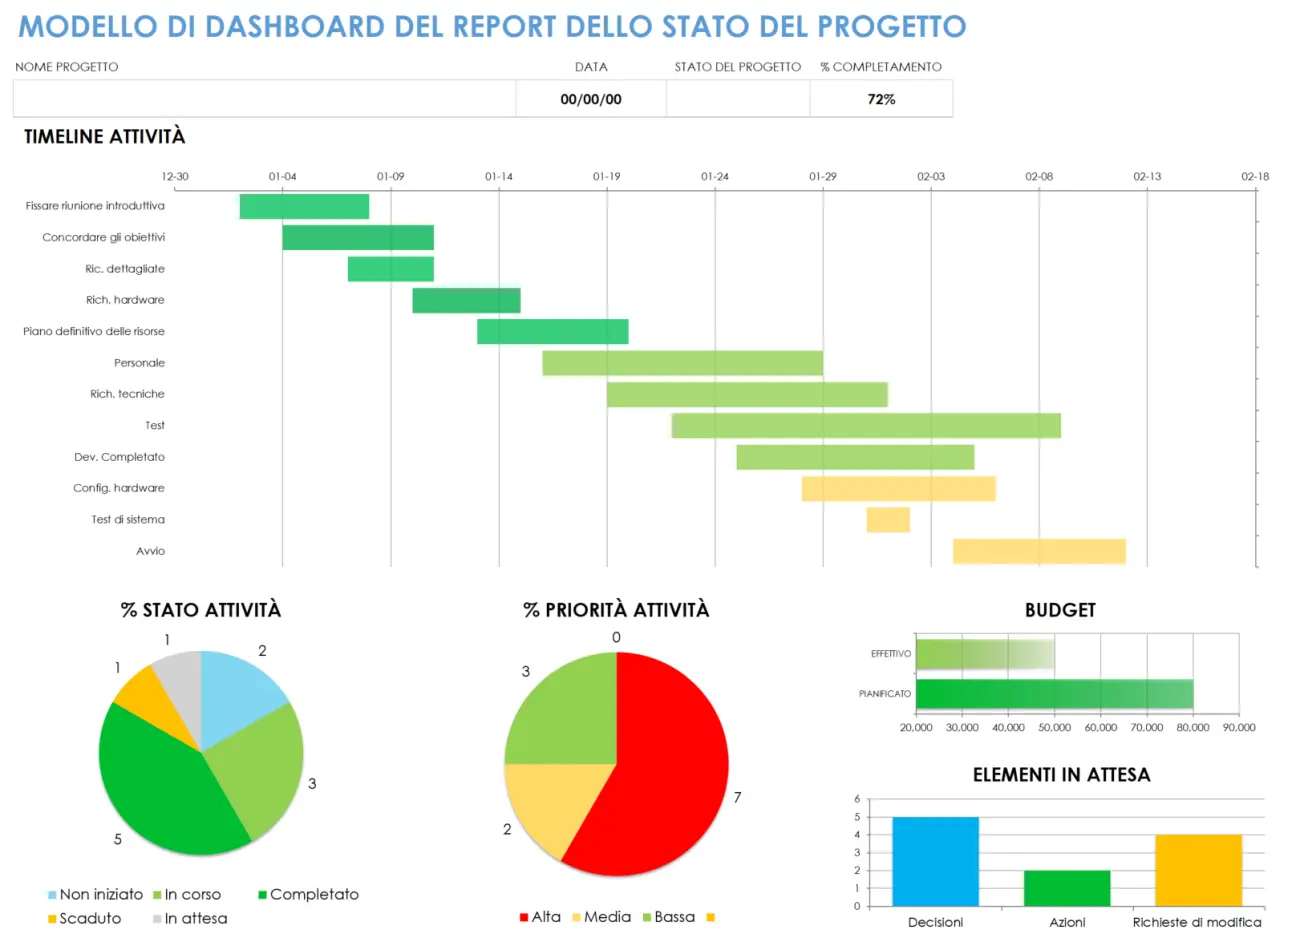 MODELLO DI DASHBOARD DEL REPORT DELLO STATO DEL PROGETTO
NOME PROGETTO DATA STATO DEL PROGETTO % COMPLETAMENTO
00/00/00 72%
TIMELINE ATTIVITÀ
12-30 01-04 01-09 01-14 01-19 01-24 01-29 02-03 02-08 02-13 02-18
Fissare riunione introduttiva
Concordare gli obiettivi
Ric. dettagliate
Rich. hardware
Piano definitivo delle risorse
Personale
Rich. tecniche
Test
Dev. Completato
Config. hardware
Test di sistema
Avvio
% STATO ATTIVITÀ
1
2
1
3
5
Non iniziato In corso Completato
Scaduto In attesa
% PRIORITÀ ATTIVITÀ
0
3
7
2
Alta Media Bassa
BUDGET
EFFETTIVO
PIANIFICATO
20,000 30,000 40,000 50,000 60,000 70,000 80,000 90,000
ELEMENTI IN ATTESA
6
5
4
3
2
1
0
Decisioni Azioni Richieste di modifica